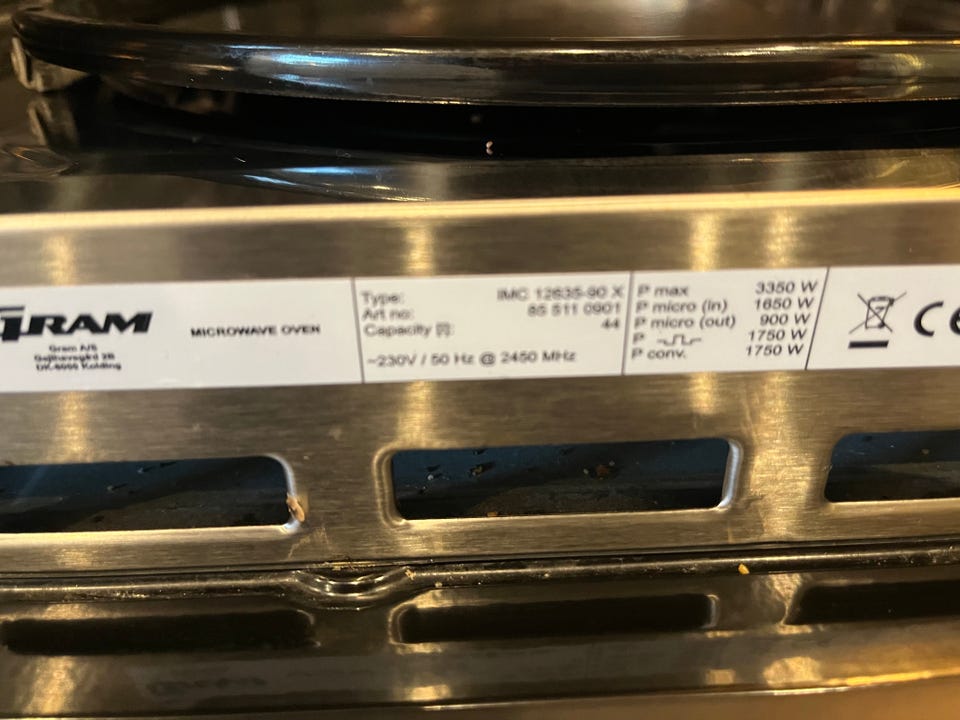 GRAM
Gram A/S
Gejlhavegård 2B
DK-6000 Kolding
MICROWAVE OVEN
Type: IMC 12635-90 X
Art no: 85 511 0901
Capacity [l]: 44
~230V / 50 Hz @ 2450 MHz
P max 3350 W
P micro (in) 1650 W
P micro (out) 900 W
P 1750 W
P conv. 1750 W
CE